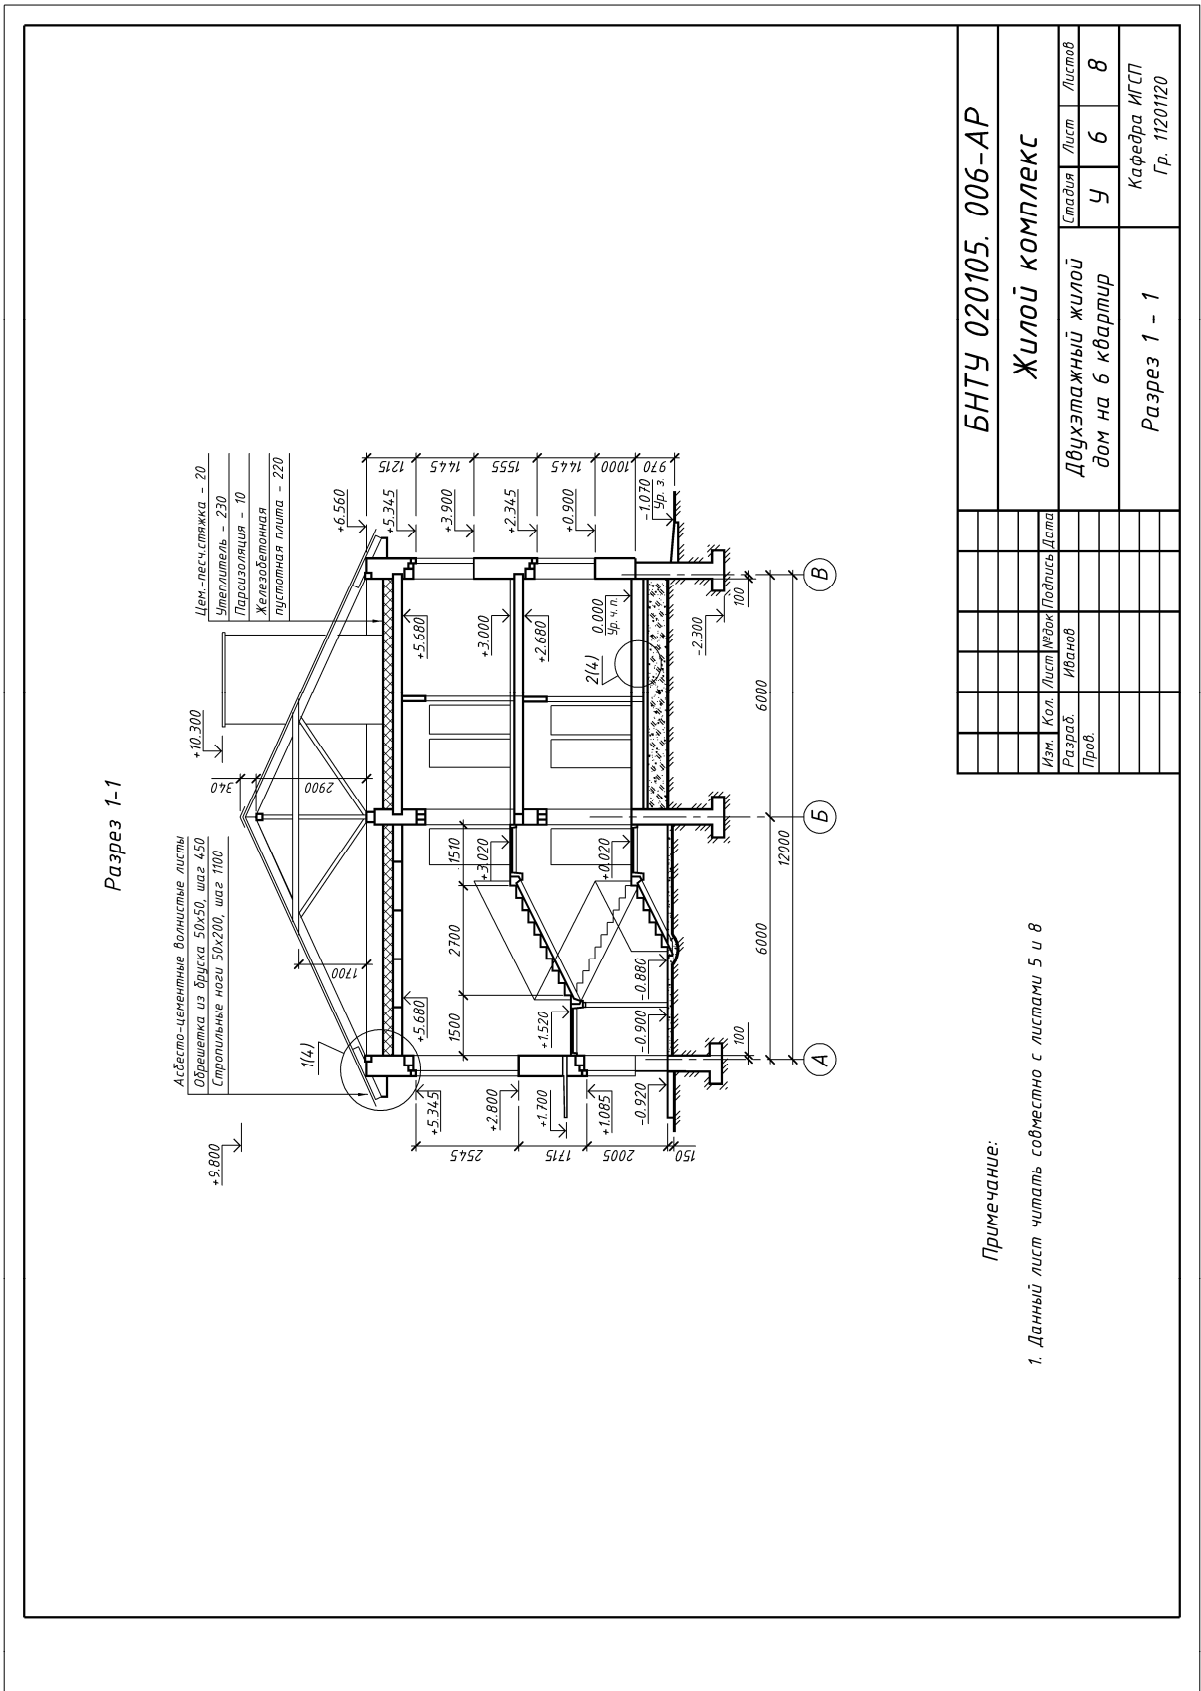 Разрез 1-1
+9.800
Асбесто-цементные волнистые листы
Обрешетка из бруска 50х50, шаг 450
Стропильные ноги 50х200, шаг 1100
340
+10.300
Цем.-песч.стяжка - 20
Утеплитель - 230
Пароизоляция - 10
Железобетонная
пустотная плита - 220
1(4)
1700
2900
+6.560
1215
+5.345
+5.680
+5.680
+5.345
2545
1500
2700
1510
1445
+2.800
+3.020
+3.000
+3.900
1715
+1.700
+1.520
+2.680
+2.345
1555
+1.085
2005
+0.020
2(4)
0.000
Ур. ч. п.
+0.900
1445
1000
-0.920
-0.900
-0.880
-1.070
Ур. з.
970
150
-2.300
100
100
6000
6000
12000
А
Б
В
Примечание:
1. Данный лист читать совместно с листами 5 и 8
БНТУ 020105. 006-АР
Жилой комплекс
Изм.
Кол.
Лист
№док
Подпись
Дата
Разраб.
Иванов
Пров.
Двухэтажный жилой
дом на 6 квартир
Стадия
Лист
Листов
У
6
8
Разрез 1 - 1
Кафедра ИГСП
Гр. 11201120